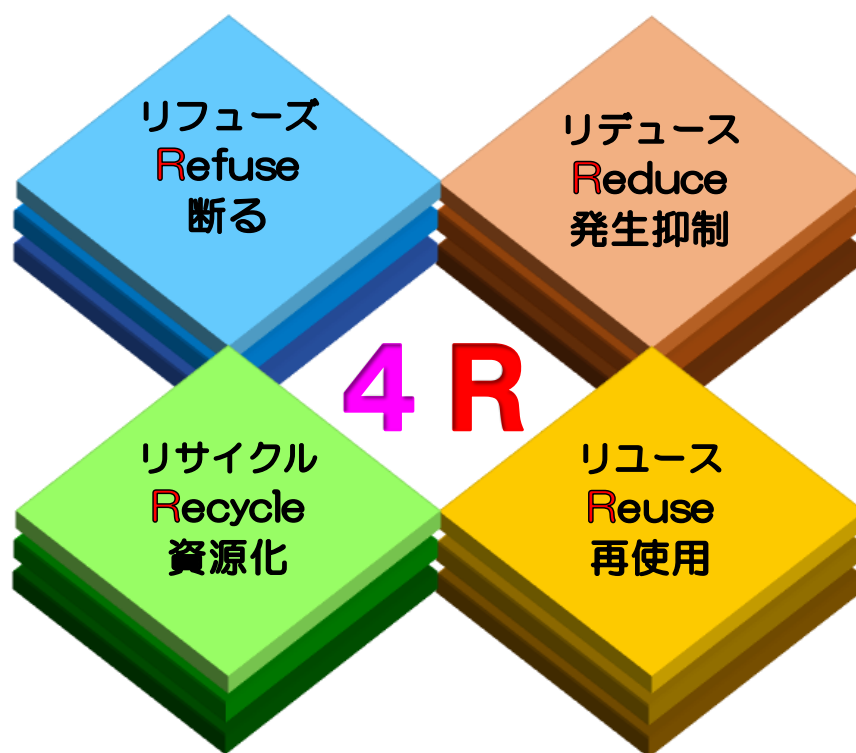 リフューズ
Refuse
断る
リデュース
Reduce
発生抑制
4R
リサイクル
Recycle
資源化
リユース
Reuse
再使用